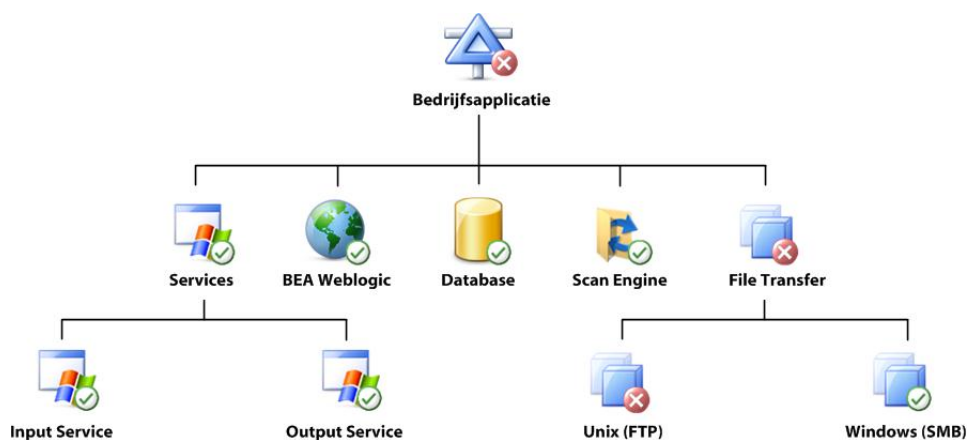 Bedrijfsapplicatie
Services
BEA Weblogic
Database
Scan Engine
File Transfer
Input Service
Output Service
Unix (FTP)
Windows (SMB)